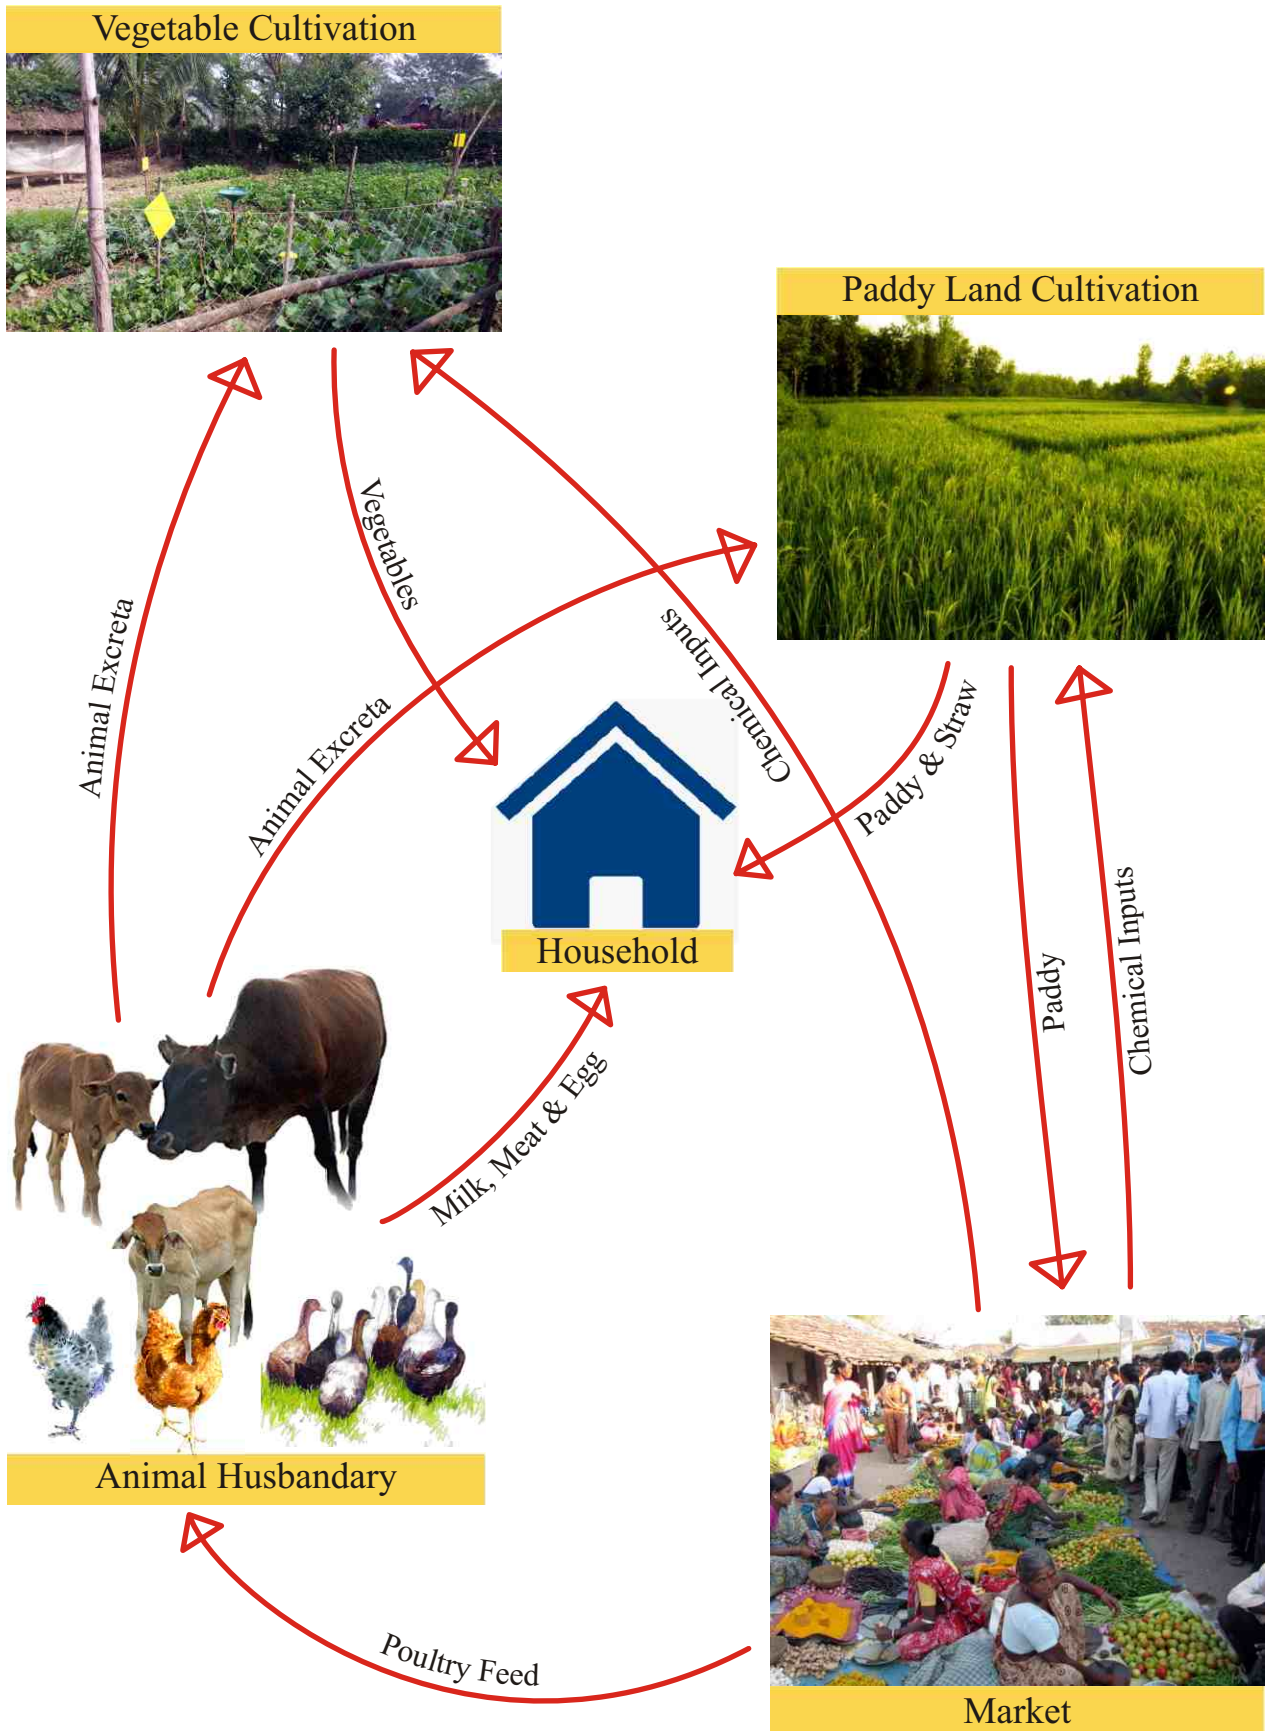 Vegetable Cultivation
Paddy Land Cultivation
Vegetables
Animal Excreta
Animal Excreta
Chemical Inputs
Paddy & Straw
Household
Paddy
Chemical Inputs
Milk, Meat & Egg
Animal Husbandary
Poultry Feed
Market